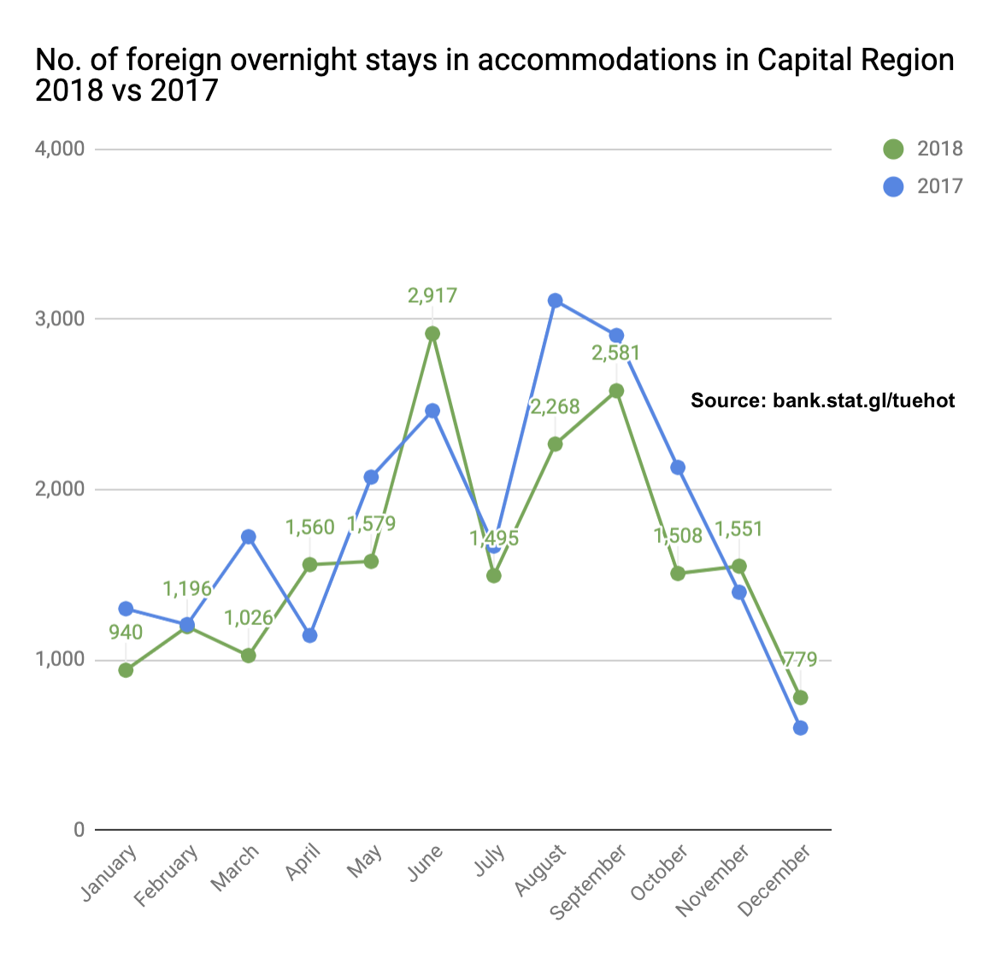 No. of foreign overnight stays in accommodations in Capital Region
2018 vs 2017
4,000
2018
2017
2,917
3,000
2,581
Source: bank.stat.gl/tuehot
2,268
2,000
1,560
1,579
1,495
1,508
1,551
1,196
1,026
940
1,000
779
0
January
February
March
April
May
June
July
August
September
October
November
December